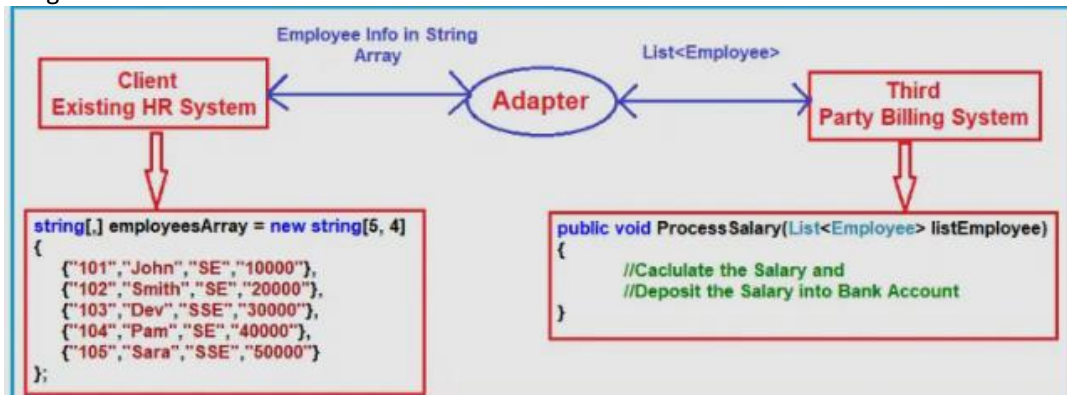 Employee Info in String
Array
List<Employee>
Client
Existing HR System
Adapter
Third
Party Billing System
string[,] employeesArray = new string[5, 4]
{
{"101","John","SE","10000"},
{"102","Smith","SE","20000"},
{"103","Dev","SSE","30000"},
{"104","Pam","SE","40000"},
{"105","Sara","SSE","50000"}
};
public void ProcessSalary(List<Employee> listEmployee)
{
//Caclulate the Salary and
//Deposit the Salary into Bank Account
}